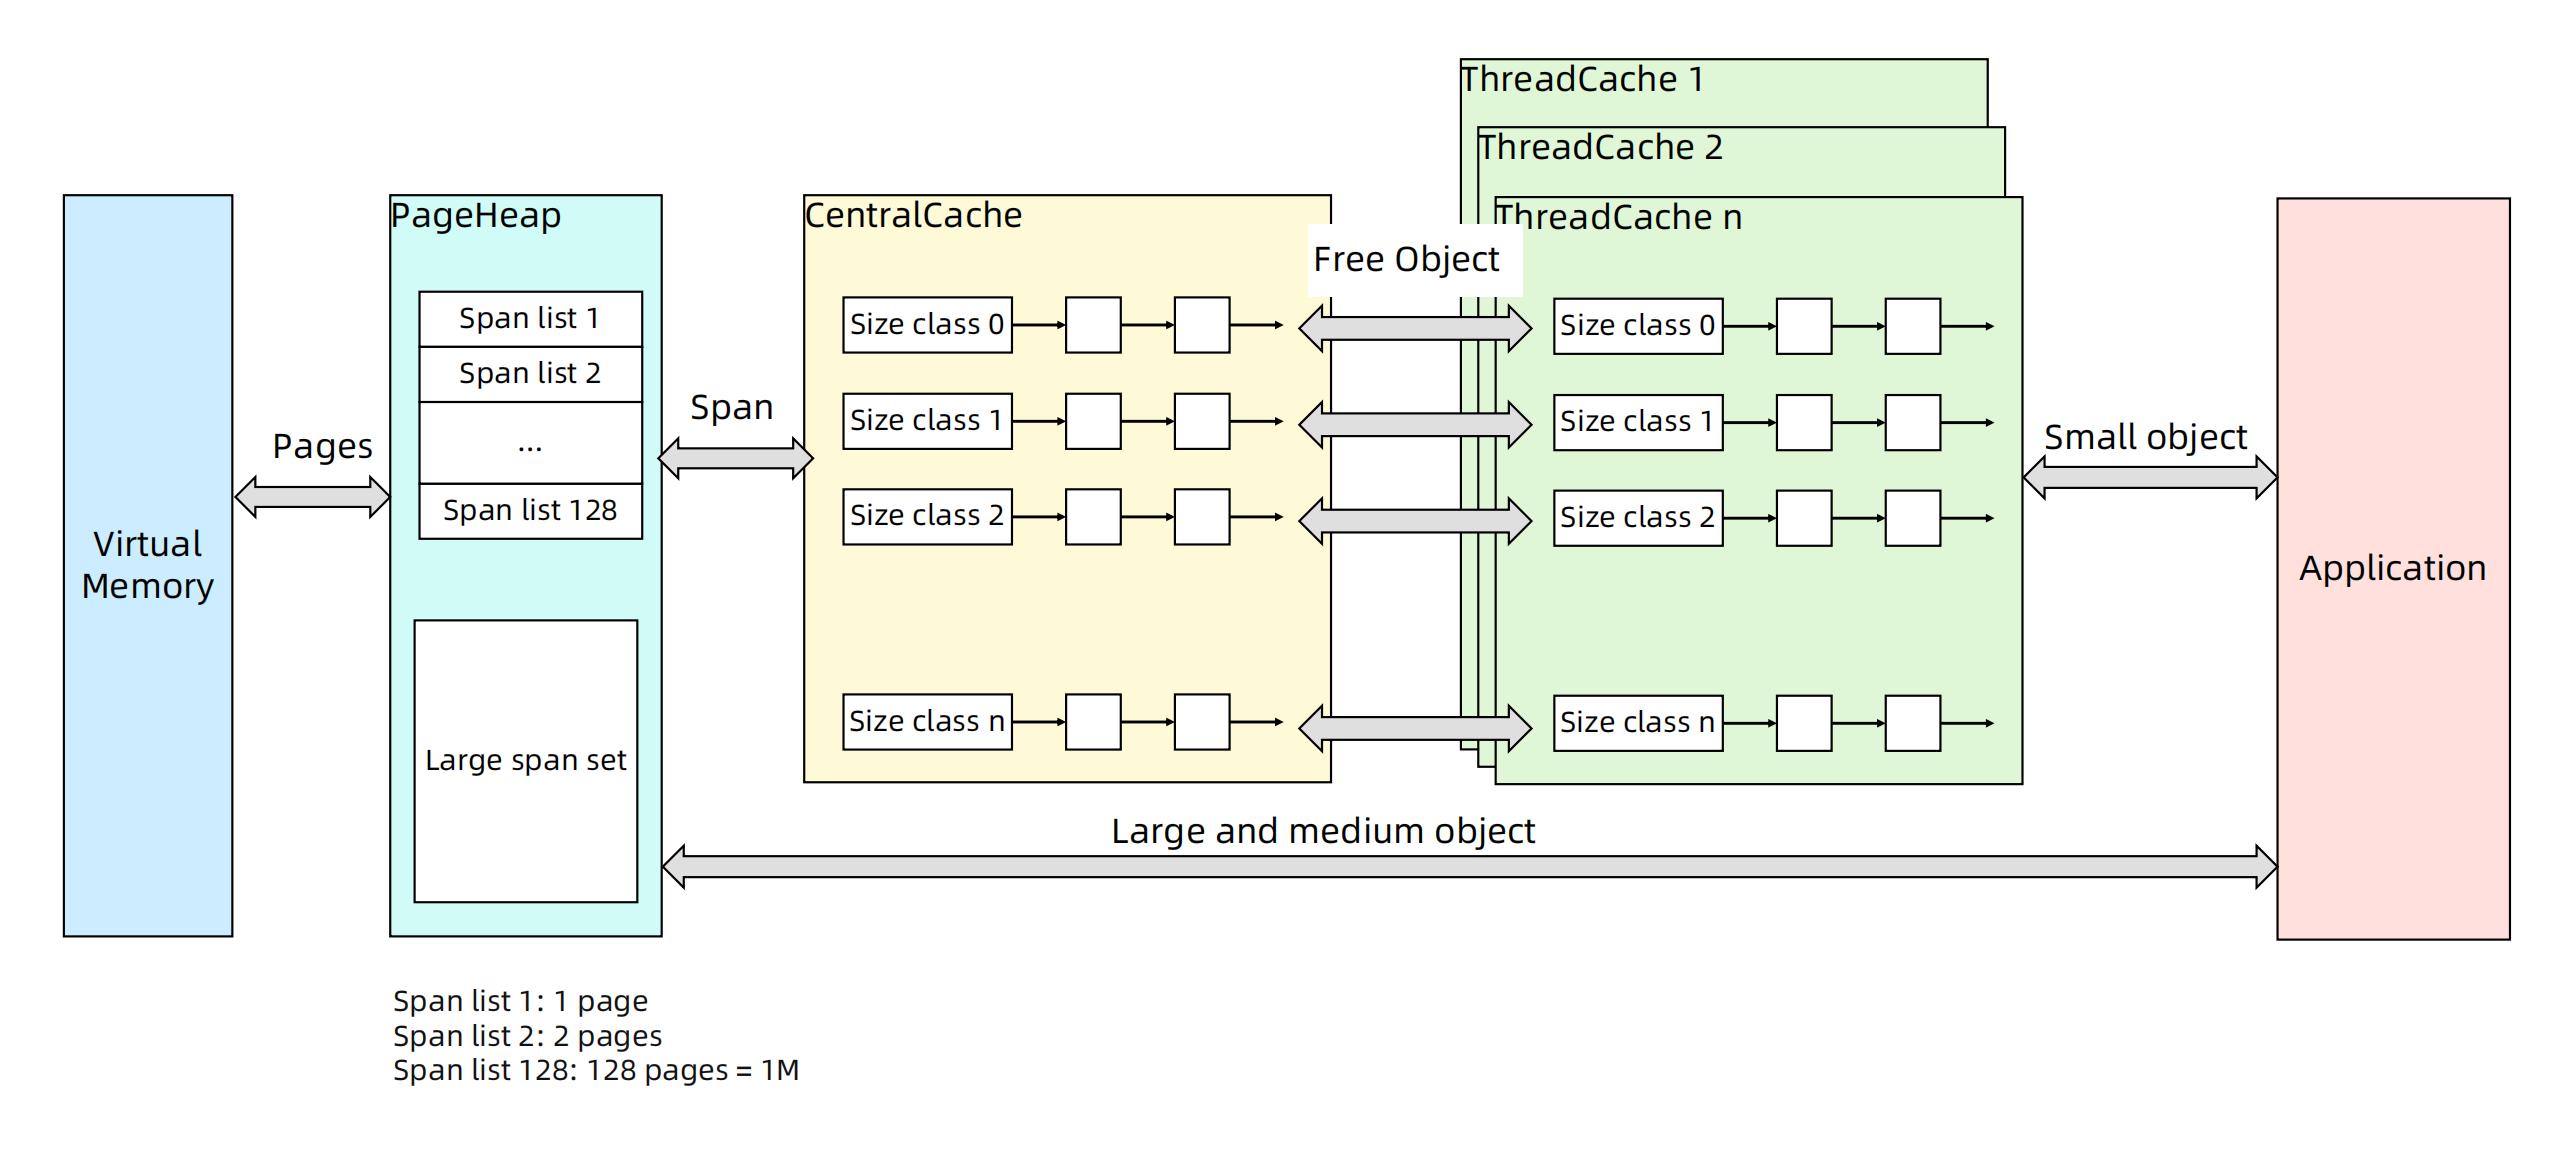 Virtual
Memory
Pages
PageHeap
Span list 1
Span list 2
...
Span list 128
Large span set
Span
CentralCache
Size class 0
Size class 1
Size class 2
Size class n
Free Object
ThreadCache 1
ThreadCache 2
ThreadCache n
Size class 0
Size class 1
Size class 2
Size class n
Small object
Application
Large and medium object
Span list 1: 1 page
Span list 2: 2 pages
Span list 128: 128 pages = 1M